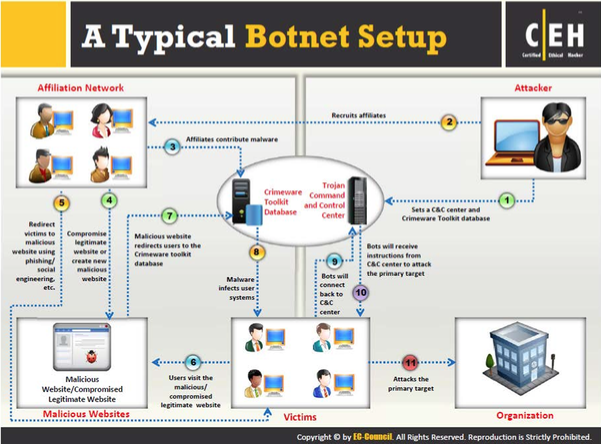 A Typical Botnet Setup
C|EH
Certified Ethical Hacker
Affiliation Network
Attacker
Recruits affiliates
2
3
Affiliates contribute malware
Crimeware
Toolkit
Database
Trojan
Command
and Control
Center
1
Sets a C&C center and
Crimeware Toolkit database
5
4
7
Redirect
victims to
malicious
website using
phishing/
social
engineering,
etc.
Compromise
legitimate
website or
create new
malicious
website
Malicious website
redirects users to the
Crimeware toolkit
database
8
Malware
infects user
systems
9
Bots will
connect
back to
C&C
center
10
Bots will receive
instructions from
C&C center to attack
the primary target
Malicious
Website/Compromised
Legitimate Website
Malicious Websites
6
Users visit the
malicious/
compromised
legitimate website
Victims
11
Attacks the
primary target
Organization
Copyright © by EC-Council. All Rights Reserved. Reproduction is Strictly Prohibited.